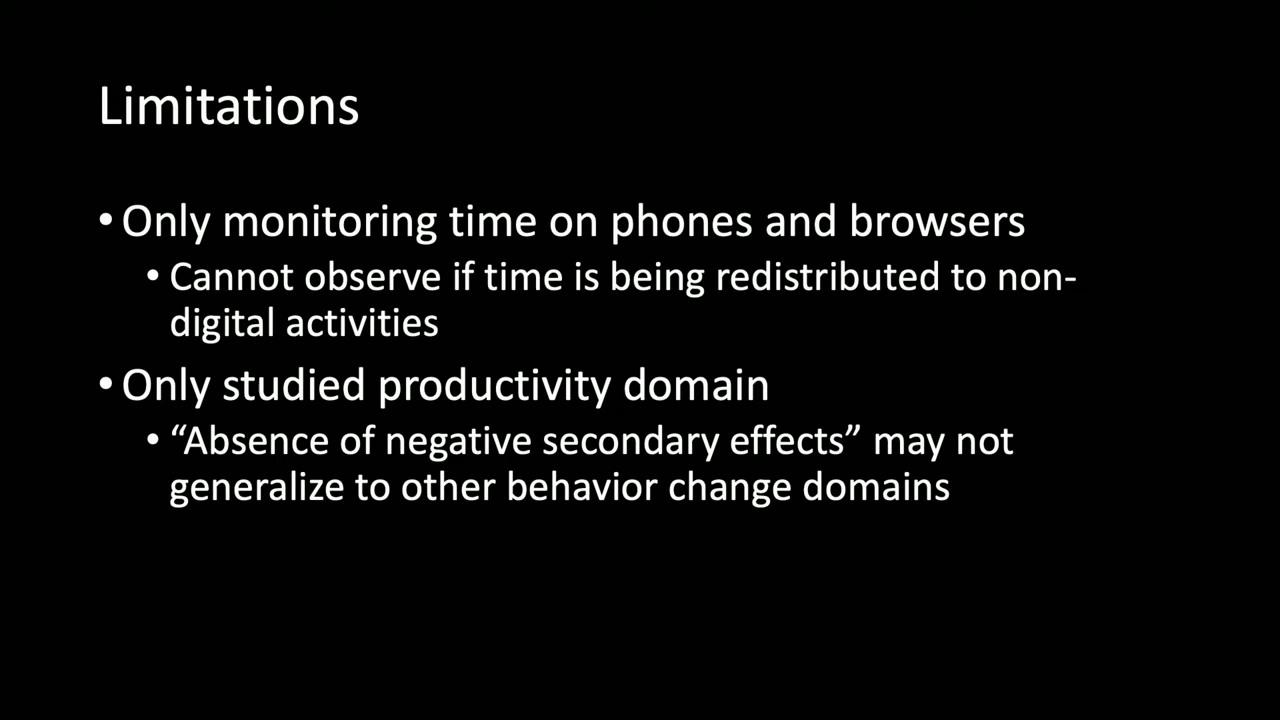 Limitations
• Only monitoring time on phones and browsers
• Cannot observe if time is being redistributed to non-
digital activities
• Only studied productivity domain
• “Absence of negative secondary effects” may not
generalize to other behavior change domains